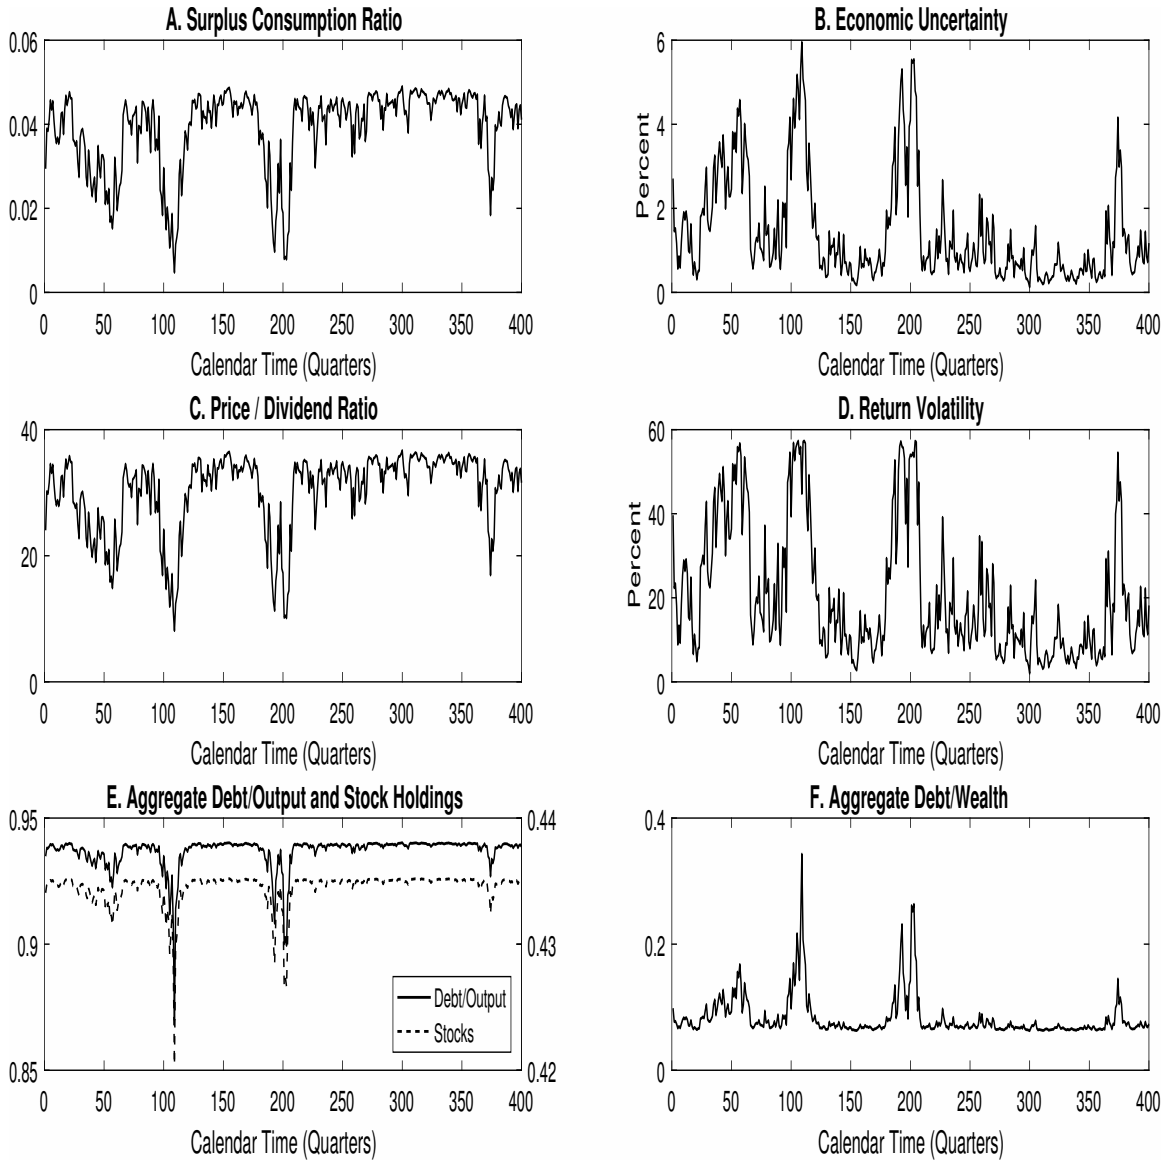 A. Surplus Consumption Ratio
0.06
0.04
0.02
0
0 50 100 150 200 250 300 350 400
Calendar Time (Quarters)
B. Economic Uncertainty
Percent
6
4
2
0
0 50 100 150 200 250 300 350 400
Calendar Time (Quarters)
C. Price / Dividend Ratio
40
20
0
0 50 100 150 200 250 300 350 400
Calendar Time (Quarters)
D. Return Volatility
Percent
60
40
20
0
0 50 100 150 200 250 300 350 400
Calendar Time (Quarters)
E. Aggregate Debt/Output and Stock Holdings
0.95
0.9
0.85
0.44
0.43
0.42
Debt/Output
Stocks
0 50 100 150 200 250 300 350 400
Calendar Time (Quarters)
F. Aggregate Debt/Wealth
0.4
0.2
0
0 50 100 150 200 250 300 350 400
Calendar Time (Quarters)